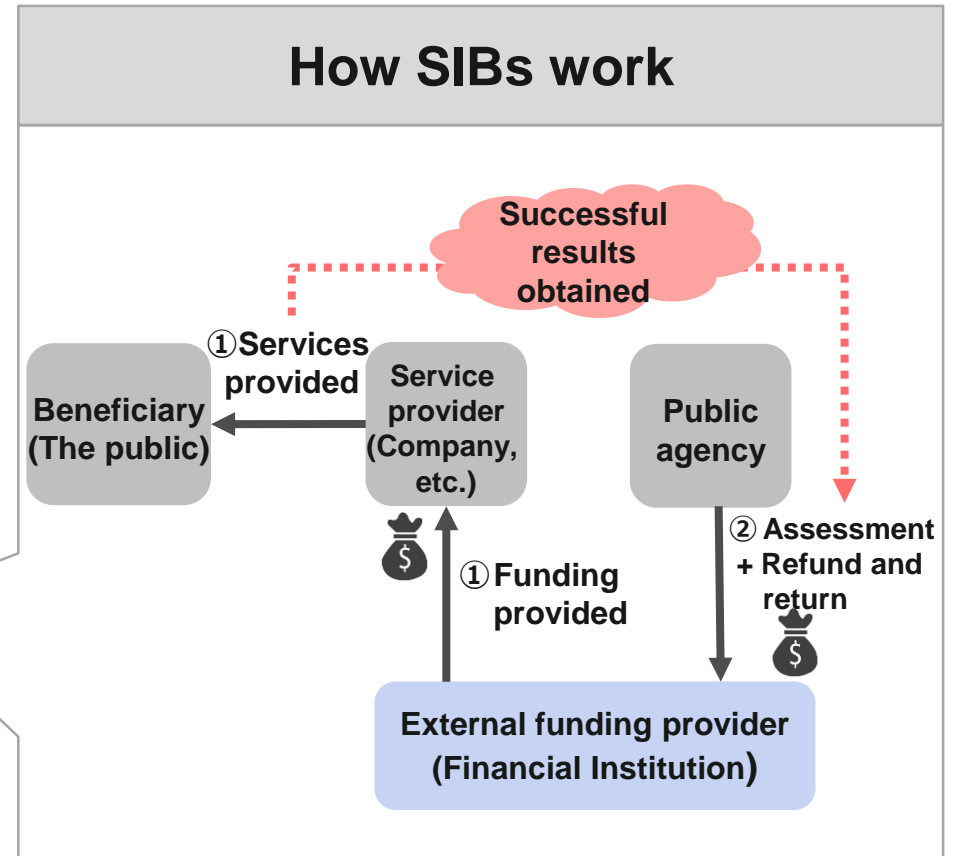 How SIBs work
Successful
results
obtained
①Services
provided
Beneficiary
(The public)
Service
provider
(Company,
etc.)
Public
agency
$
①Funding
provided
② Assessment
+ Refund and
return
$
External funding provider
(Financial Institution)